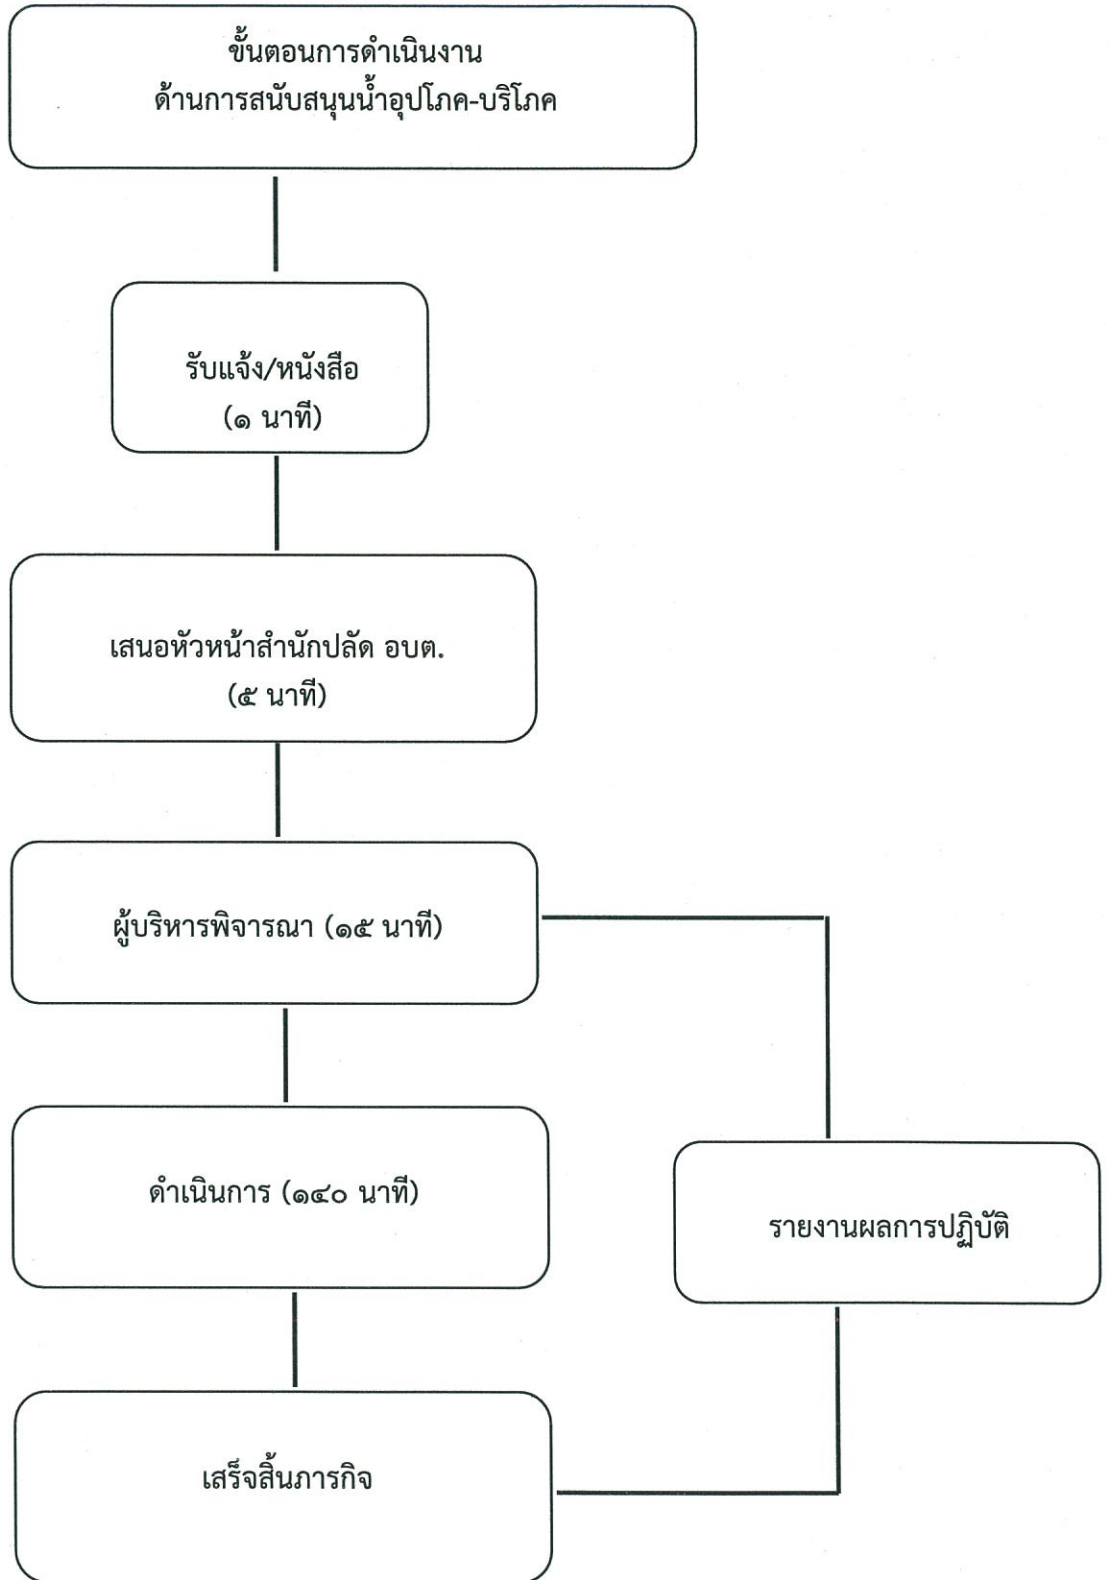 ขั้นตอนการดำเนินงาน
ด้านการสนับสนุนน้ำอุปโภค-บริโภค
รับแจ้ง/หนังสือ
(๑ นาที)
เสนอหัวหน้าสำนักปลัด อบต.
(๕ นาที)
ผู้บริหารพิจารณา (๑๕ นาที)
ดำเนินการ (๑๔๐ นาที)
รายงานผลการปฏิบัติ
เสร็จสิ้นภารกิจ